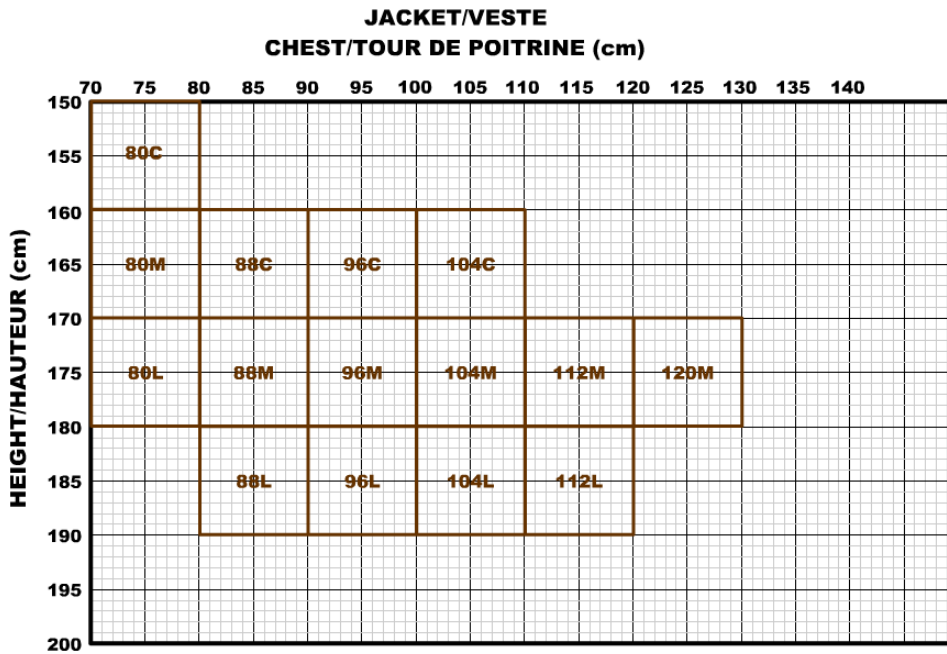 JACKET/VESTE
CHEST/TOUR DE POITRINE (cm)
70 75 80 85 90 95 100 105 110 115 120 125 130 135 140
150
155
80C
160
HEIGHT/HAUTEUR (cm)
165
80M 88C 96C 104C
170
175
80L 88M 96M 104M 112M 120M
180
185
88L 96L 104L 112L
190
195
200